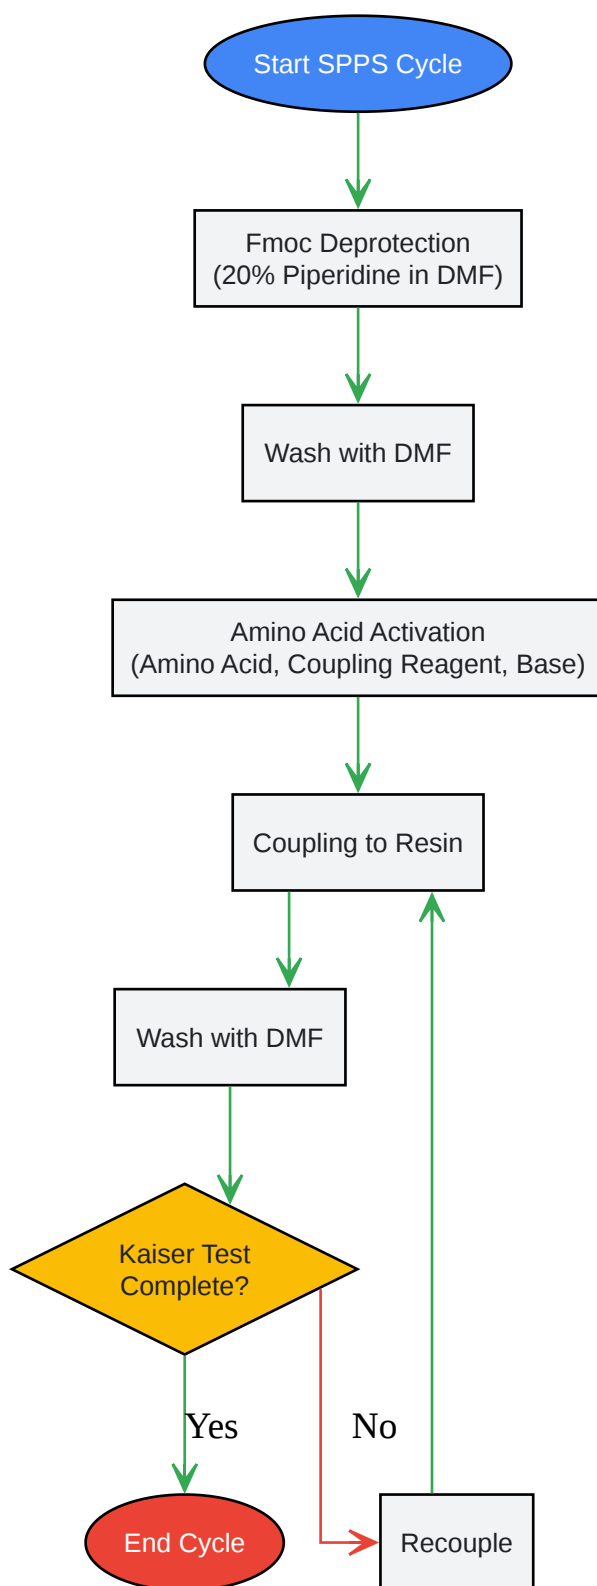 Start SPPS Cycle
Fmoc Deprotection
(20% Piperidine in DMF)
Wash with DMF
Amino Acid Activation
(Amino Acid, Coupling Reagent, Base)
Coupling to Resin
Wash with DMF
Kaiser Test
Complete?
Yes
No
End Cycle
Recouple